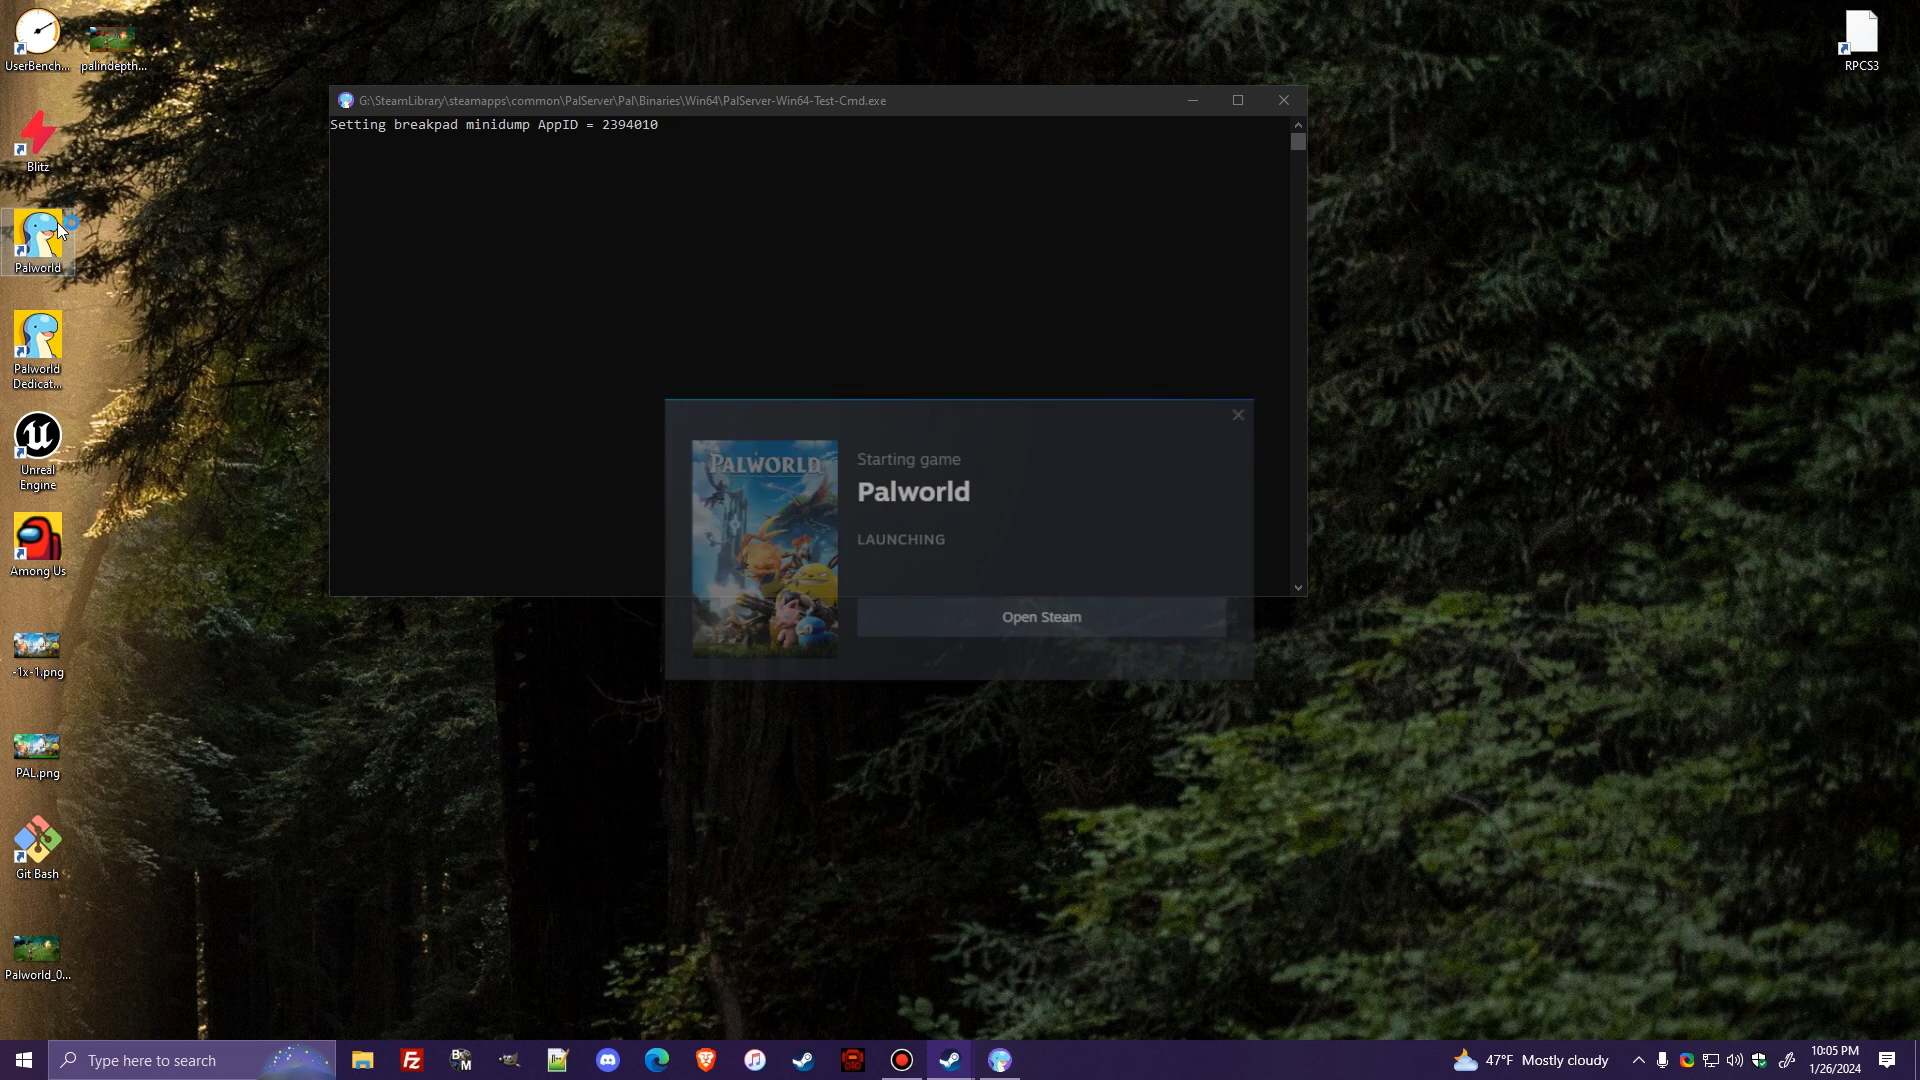 UserBench...
palindepth...
RPCS3
G:\SteamLibrary\steamapps\common\PalServer\Pal\Binaries\Win64\PalServer-Win64-Test-Cmd.exe
Setting breakpad minidump AppID = 2394010
Blitz
Palworld
Palworld
Dedicat...
Unreal
Engine
PALWORLD
Starting game
Palworld
LAUNCHING
Open Steam
Among Us
-1x-1.png
PAL.png
Git Bash
Palworld_0...
Type here to search
47°F Mostly cloudy
10:05 PM
1/26/2024